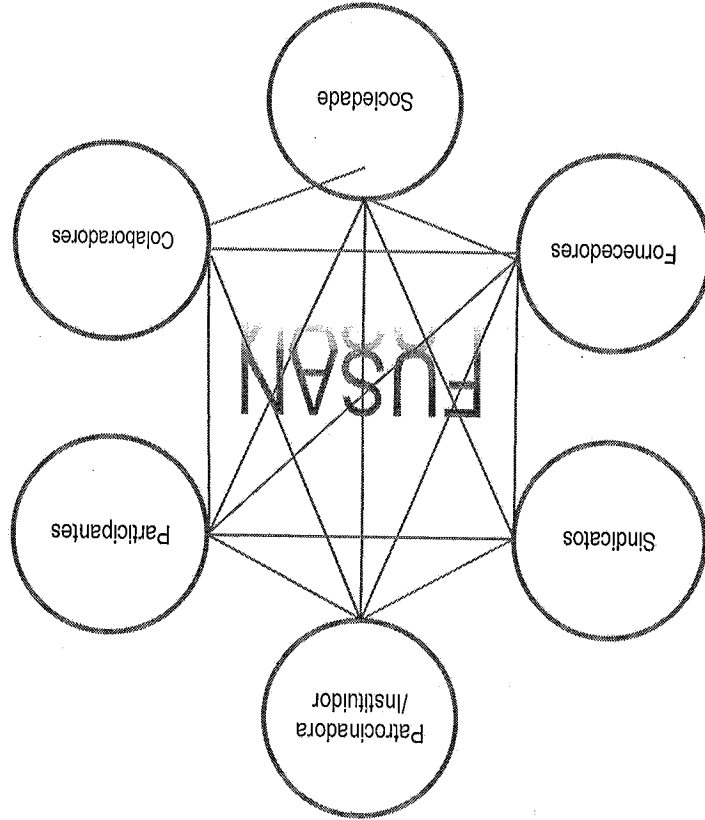 Patrocinadora
/Instituidor
Sindicatos
Participantes
FUSAN
Fornecedores
Colaboradores
Sociedade